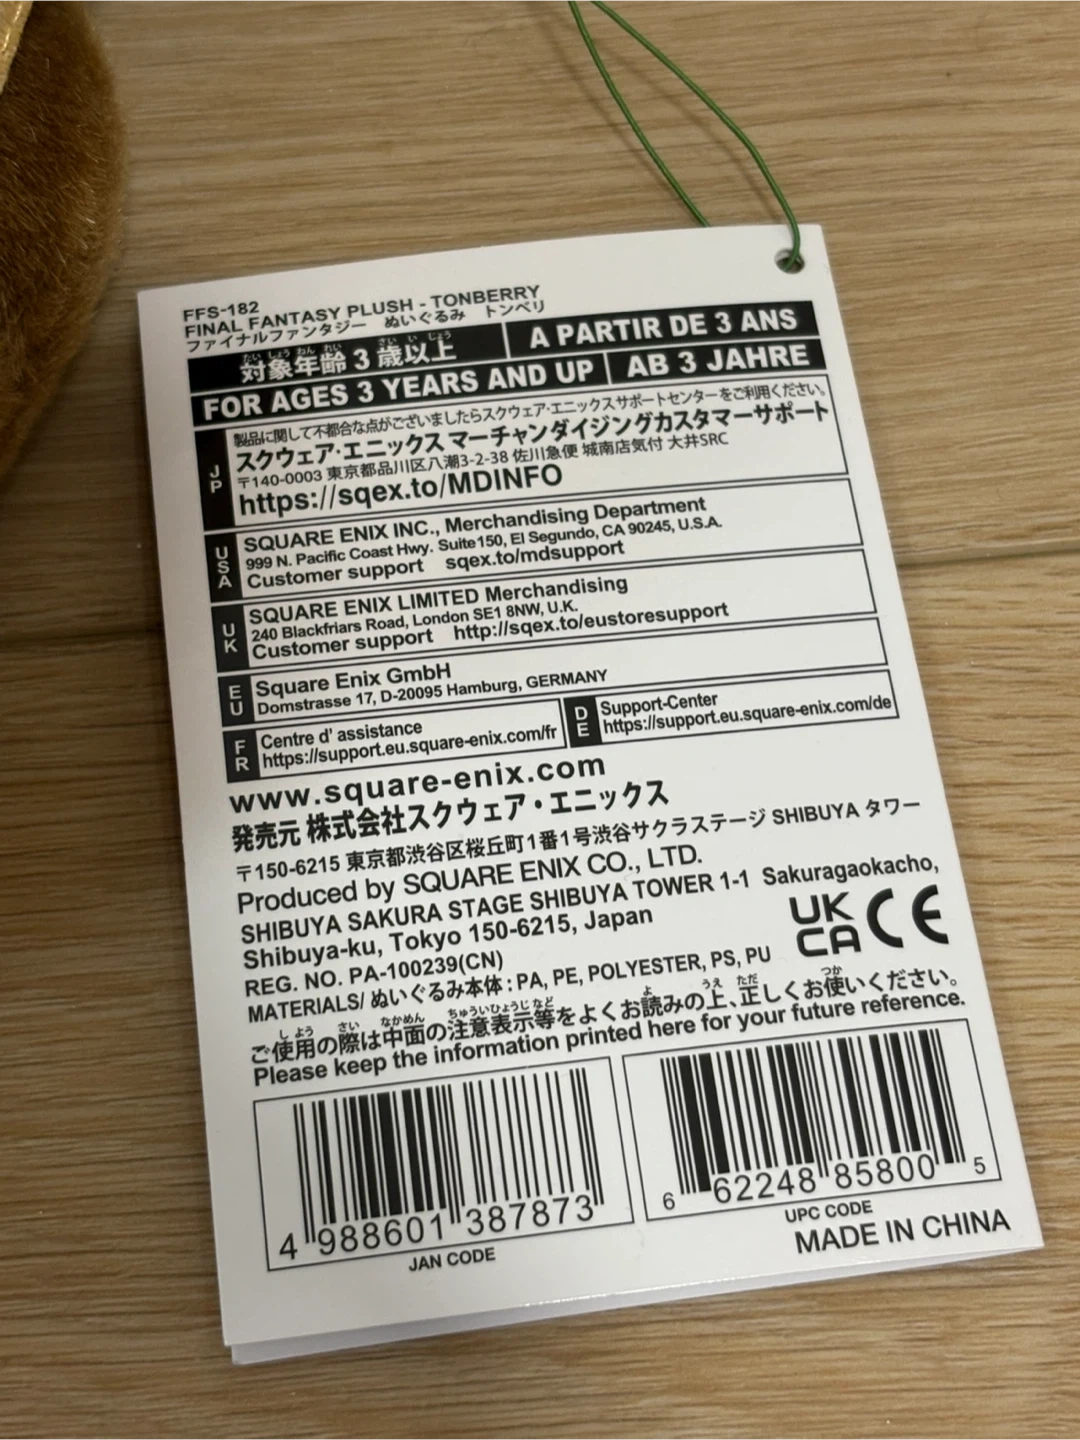 FFS-182
FINAL FANTASY PLUSH - TONBERRY
ファイナルファンタジー ぬいぐるみ トンベリ
対象年齢3歳以上
A PARTIR DE 3 ANS
FOR AGES 3 YEARS AND UP
AB 3 JAHRE
JP
製品に関して不都合な点がございましたらスクウェア・エニックスサポートセンターをご利用ください。
スクウェア・エニックス マーチャンダイジングカスタマーサポート
〒140-0003 東京都品川区八潮3-2-38 佐川急便 城南店気付 大井SRC
https://sqex.to/MDINFO
USA
SQUARE ENIX INC., Merchandising Department
999 N. Pacific Coast Hwy. Suite150, El Segundo, CA 90245, U.S.A.
Customer support sqex.to/mdsupport
UK
SQUARE ENIX LIMITED Merchandising
240 Blackfriars Road, London SE1 8NW, U.K.
Customer support http://sqex.to/eustoresupport
EU
Square Enix GmbH
Domstrasse 17, D-20095 Hamburg, GERMANY
FR
Centre d' assistance
https://support.eu.square-enix.com/fr
DE
Support-Center
https://support.eu.square-enix.com/de
www.square-enix.com
発売元 株式会社スクウェア・エニックス
〒150-6215 東京都渋谷区桜丘町1番1号渋谷サクラステージ SHIBUYA タワー
Produced by SQUARE ENIX CO., LTD.
SHIBUYA SAKURA STAGE SHIBUYA TOWER 1-1 Sakuragaokacho,
Shibuya-ku, Tokyo 150-6215, Japan
REG. NO. PA-100239(CN)
UK
CA CE
MATERIALS/ ぬいぐるみ本体 : PA, PE, POLYESTER, PS, PU
ご使用の際は中面の注意表示等をよくお読みの上、正しくお使いください。
Please keep the information printed here for your future reference.
4 988601 387873
JAN CODE
6 62248 85800 5
UPC CODE
MADE IN CHINA